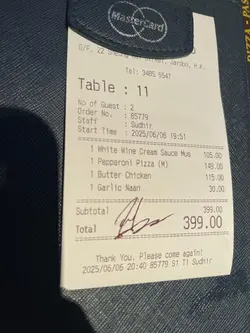 MasterCard
PIZZA
Tel: 3485 5547
Table : 11
No of Guest : 2
Order No. : 85779
Staff : Sudhir
Start Time : 2025/06/06 19:51
1 White Wine Cream Sauce Mus 105.00
1 Pepperoni Pizza (M) 149.00
1 Butter Chicken 115.00
1 Garlic Naan 30.00
Subtotal 399.00
Total 399.00
Thank You. Please come again!
2025/06/06 20:40 85779 S1 T1 Sudhir